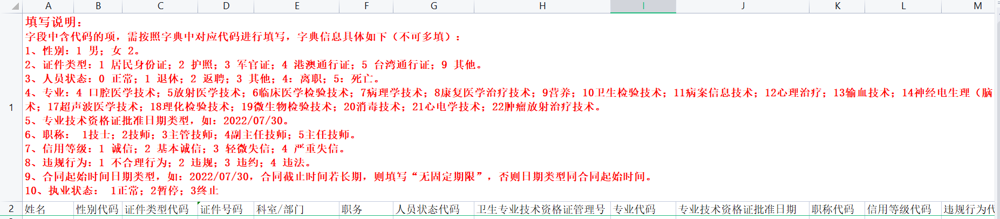 A B C D E F G H I J K L M
1
填写说明：
字段中含代码的项，需按照字典中对应代码进行填写，字典信息具体如下（不可多填）：
1、性别：1 男；女 2。
2、证件类型：1 居民身份证；2 护照；3 军官证；4 港澳通行证；5 台湾通行证；9 其他。
3、人员状态：0 正常；1 退休；2 返聘；3 其他；4：离职；5：死亡。
4、专业：4 口腔医学技术；5放射医学技术；6临床医学检验技术；7病理学技术；8康复医学治疗技术；9营养；10卫生检验技术；11病案信息技术；12心理治疗；13输血技术；14神经电生理（脑
术；17超声波医学技术；18理化检验技术；19微生物检验技术；20消毒技术；21心电学技术；22肿瘤放射治疗技术。
5、专业技术资格证批准日期类型，如：2022/07/30。
6、职称： 1技士；2技师；3主管技师；4副主任技师；5主任技师。
7、信用等级：1 诚信；2 基本诚信；3 轻微失信；4 严重失信。
8、违规行为：1 不合理行为；2 违规；3 违约；4 违法。
9、合同起始时间日期类型，如：2022/07/30，合同截止时间若长期，则填写“无固定期限”，否则日期类型同合同起始时间。
10、执业状态： 1正常；2暂停；3终止
2 姓名 性别代码 证件类型代码 证件号码 科室/部门 职务 人员状态代码 卫生专业技术资格证管理号 专业代码 专业技术资格证批准日期 职称代码 信用等级代码 违规行为代